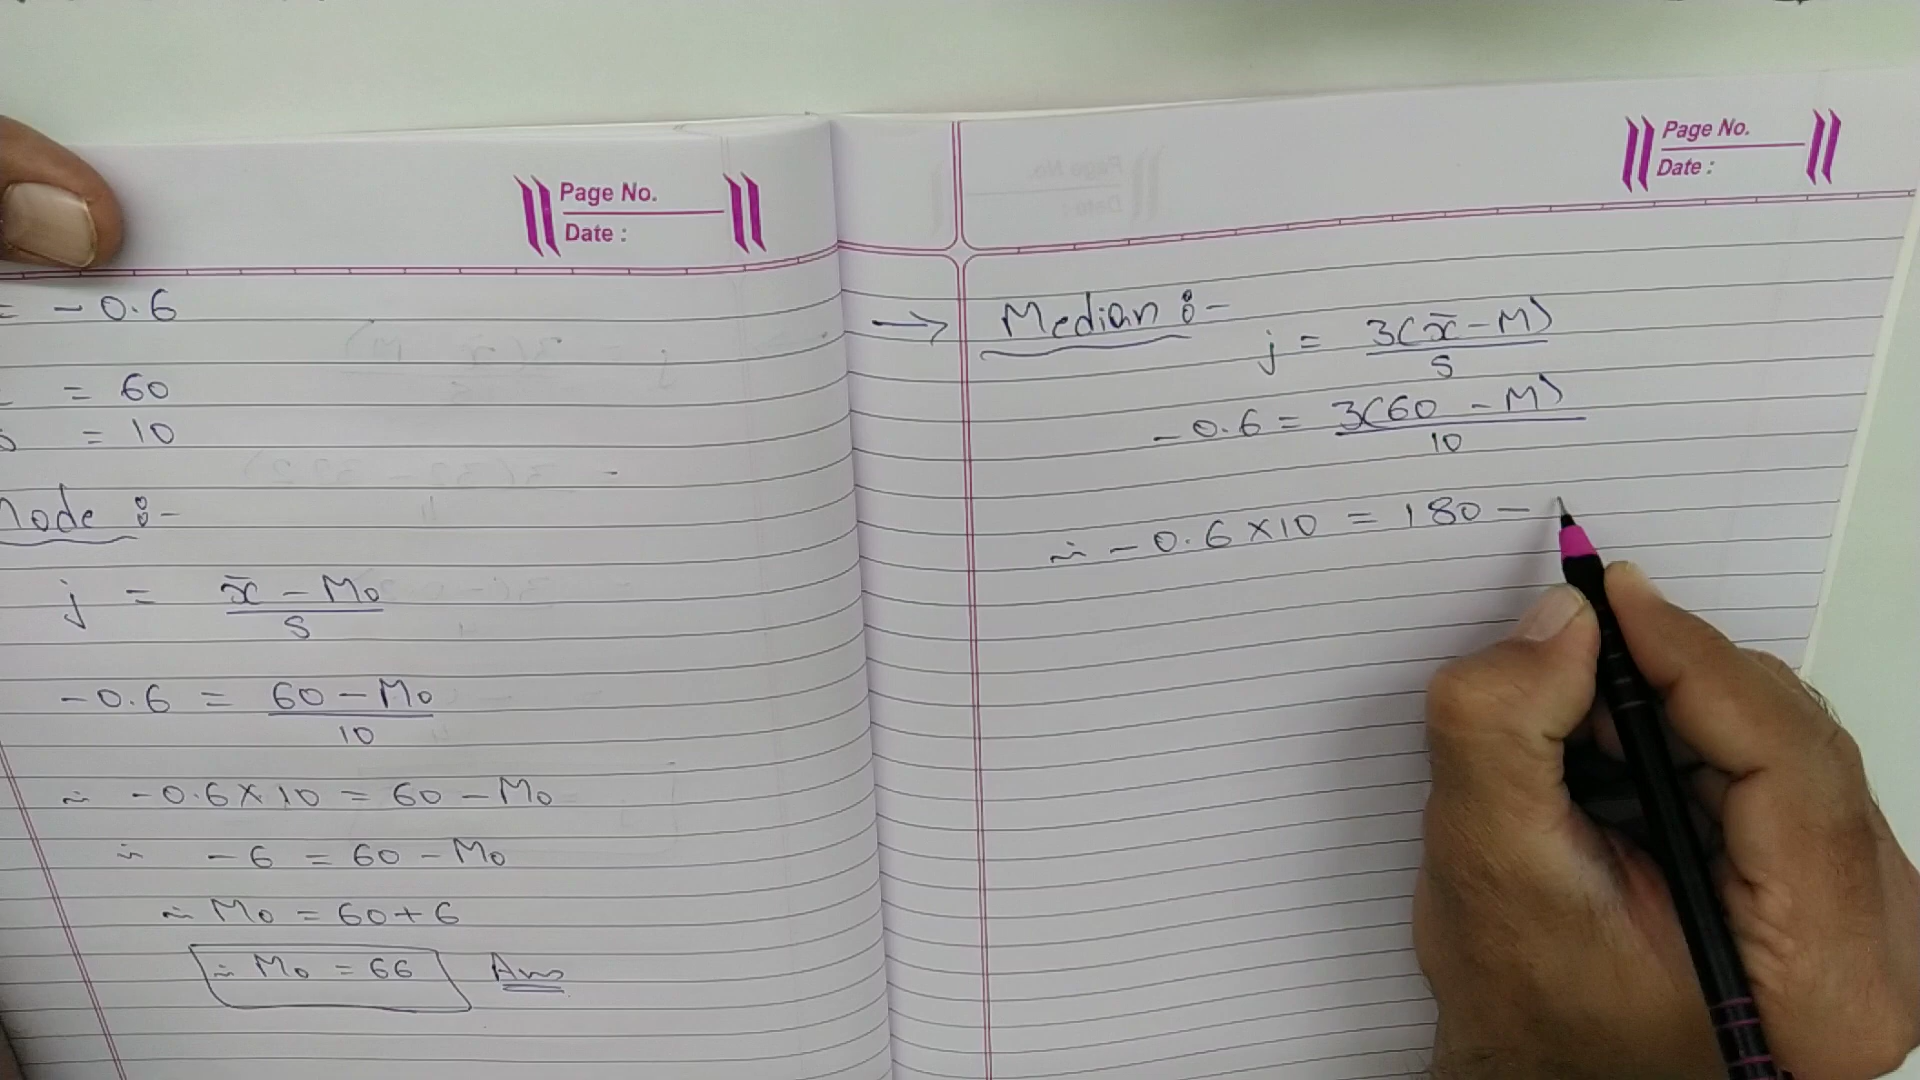 Page No.
Date :
= - 0.6
= 60
= 10
Mode :-
j = x̄ - Mo / S
-0.6 = 60 - Mo / 10
∴ -0.6 × 10 = 60 - Mo
∴ -6 = 60 - Mo
∴ Mo = 60 + 6
∴ Mo = 66 Ans
Page No.
Date :
→ Median :-
j = 3(x̄ - M) / S
-0.6 = 3(60 - M) / 10
∴ -0.6 × 10 = 180 -